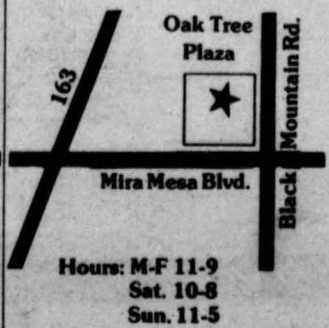 Oak Tree
Plaza
163
Black Mountain Rd.
Mira Mesa Blvd.
Hours: M-F 11-9
Sat. 10-8
Sun. 11-5